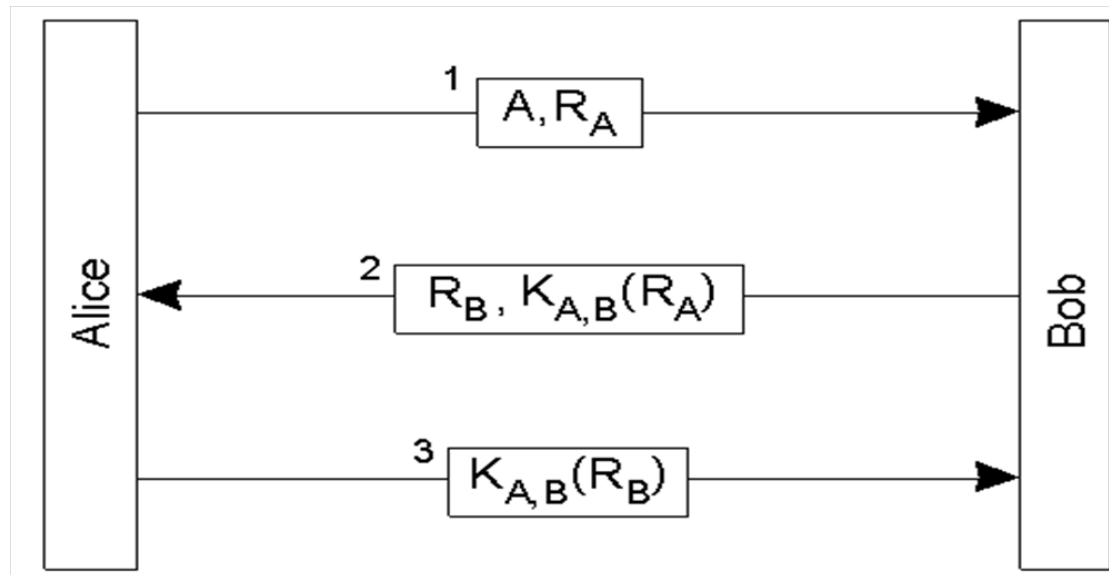 Alice
Bob
1
A, R_A
2
R_B, K_A,B(R_A)
3
K_A,B(R_B)